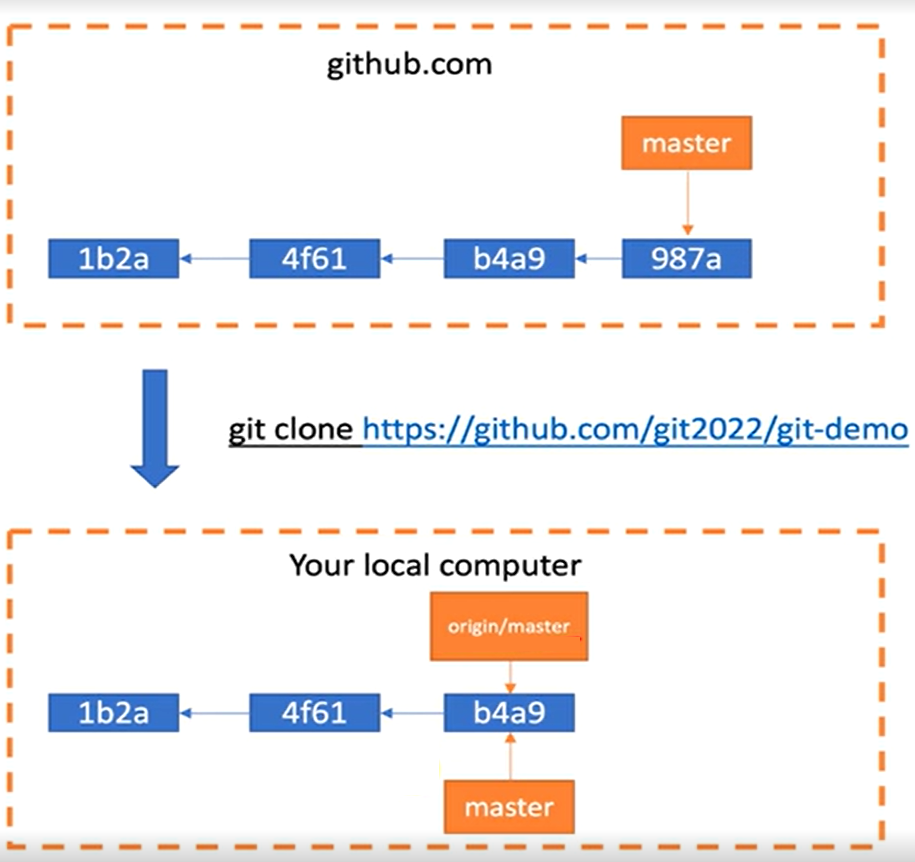 github.com
master
1b2a
4f61
b4a9
987a
git clone https://github.com/git2022/git-demo
Your local computer
origin/master
1b2a
4f61
b4a9
master